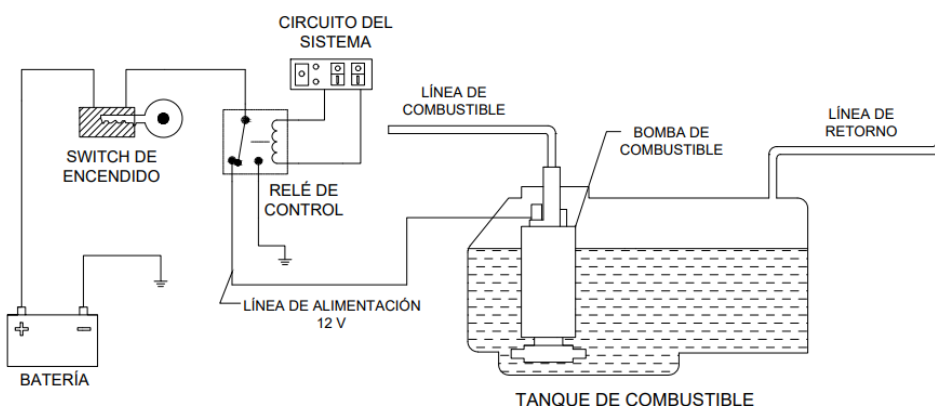 CIRCUITO DEL
SISTEMA
LÍNEA DE
COMBUSTIBLE
BOMBA DE
COMBUSTIBLE
LÍNEA DE
RETORNO
SWITCH DE
ENCENDIDO
RELÉ DE
CONTROL
LÍNEA DE ALIMENTACIÓN
12 V
+ −
BATERÍA
TANQUE DE COMBUSTIBLE